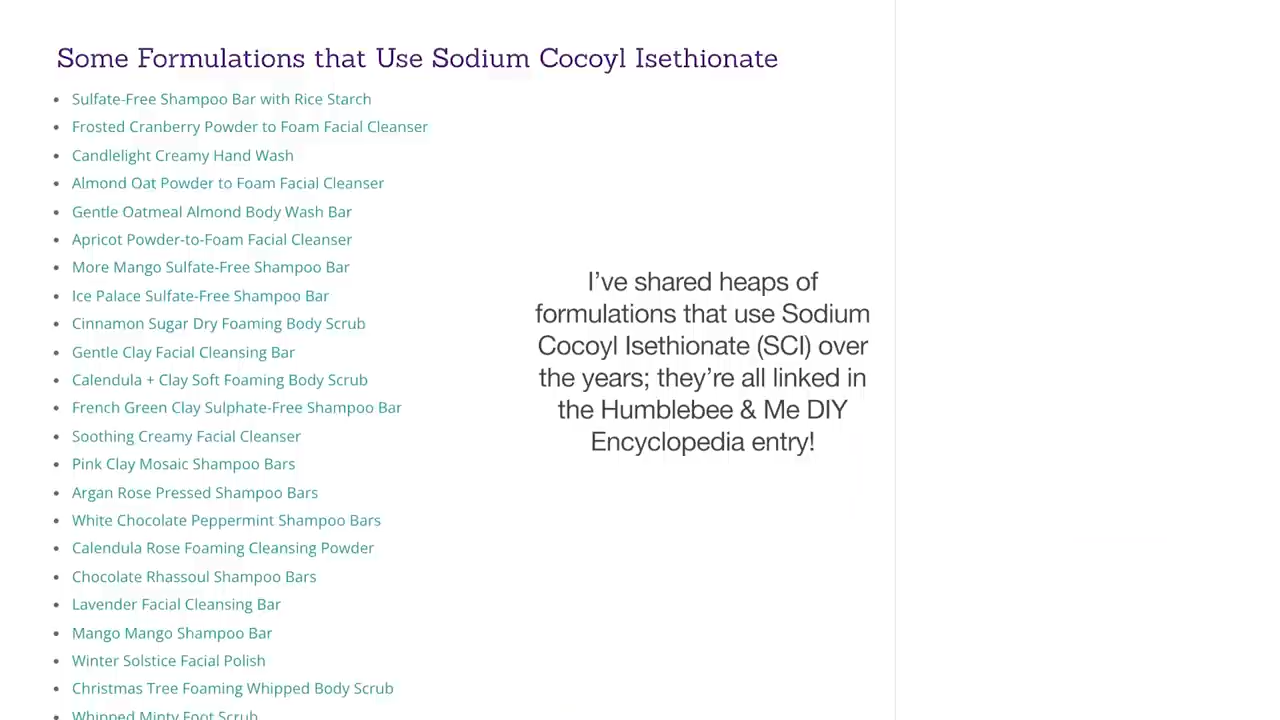 Some Formulations that Use Sodium Cocoyl Isethionate
Sulfate-Free Shampoo Bar with Rice Starch
Frosted Cranberry Powder to Foam Facial Cleanser
Candlelight Creamy Hand Wash
Almond Oat Powder to Foam Facial Cleanser
Gentle Oatmeal Almond Body Wash Bar
Apricot Powder-to-Foam Facial Cleanser
More Mango Sulfate-Free Shampoo Bar
Ice Palace Sulfate-Free Shampoo Bar
Cinnamon Sugar Dry Foaming Body Scrub
Gentle Clay Facial Cleansing Bar
Calendula + Clay Soft Foaming Body Scrub
French Green Clay Sulphate-Free Shampoo Bar
Soothing Creamy Facial Cleanser
Pink Clay Mosaic Shampoo Bars
Argan Rose Pressed Shampoo Bars
White Chocolate Peppermint Shampoo Bars
Calendula Rose Foaming Cleansing Powder
Chocolate Rhassoul Shampoo Bars
Lavender Facial Cleansing Bar
Mango Mango Shampoo Bar
Winter Solstice Facial Polish
Christmas Tree Foaming Whipped Body Scrub
Whipped Minty Foot Scrub
I've shared heaps of
formulations that use Sodium
Cocoyl Isethionate (SCI) over
the years; they're all linked in
the Humblebee & Me DIY
Encyclopedia entry!